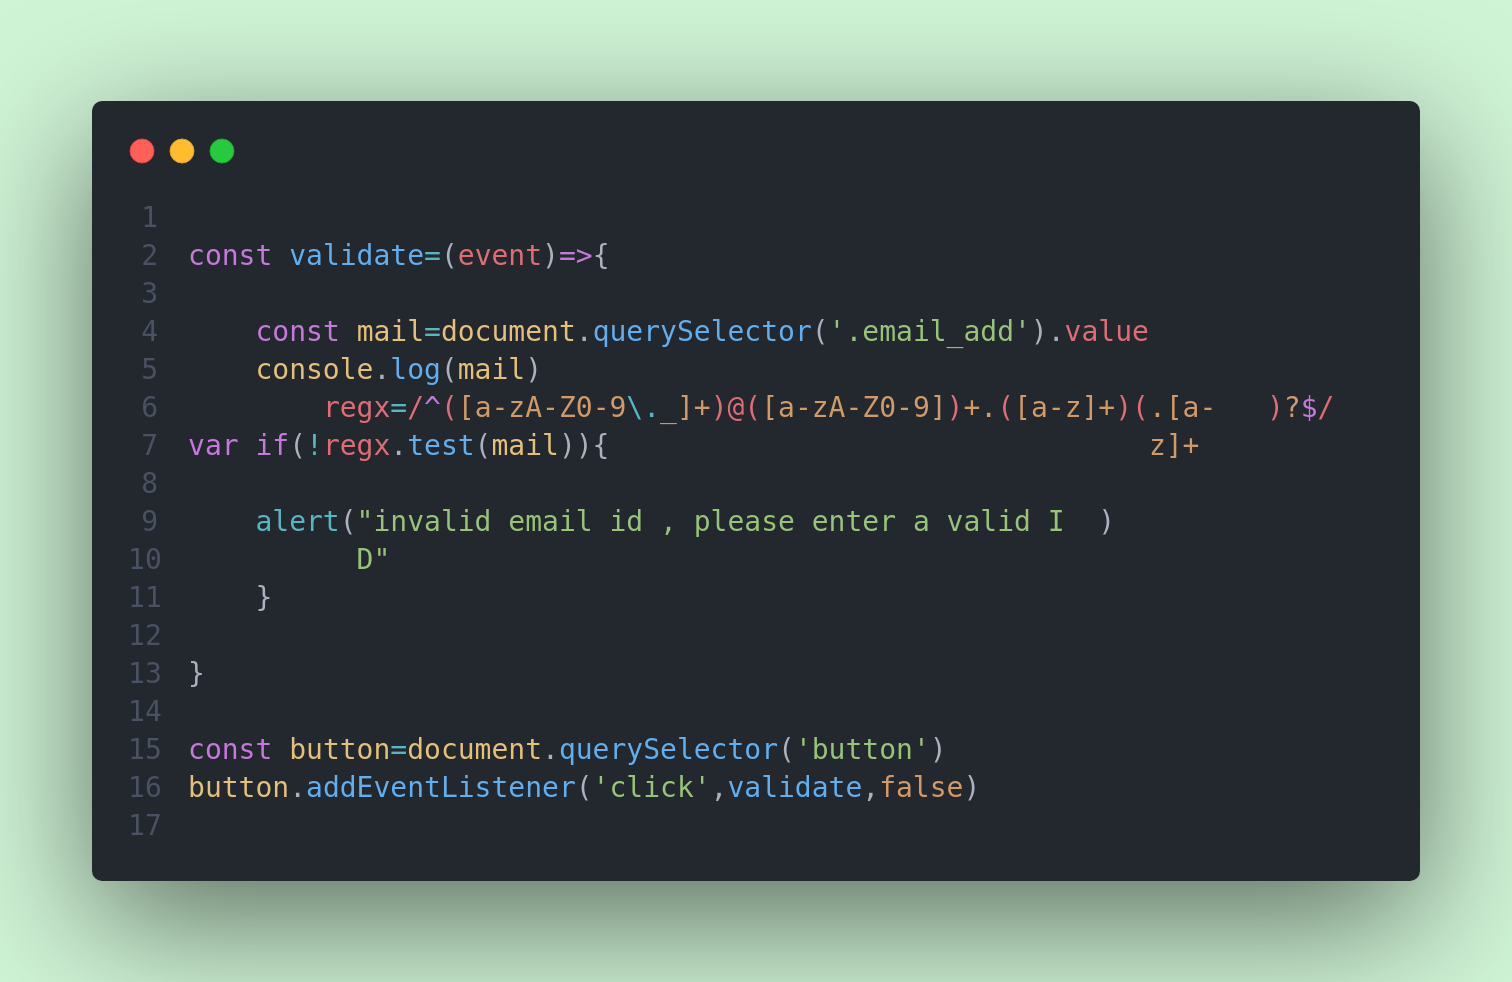 1
2 const validate=(event)=>{
3
4     const mail=document.querySelector('.email_add').value
5     console.log(mail)
6         regx=/^([a-zA-Z0-9\._]+)@([a-zA-Z0-9])+.([a-z]+)(.[a-   )?$/
7 var if(!regx.test(mail)){                                z]+
8
9     alert("invalid email id , please enter a valid I  )
10           D"
11     }
12
13 }
14
15 const button=document.querySelector('button')
16 button.addEventListener('click',validate,false)
17